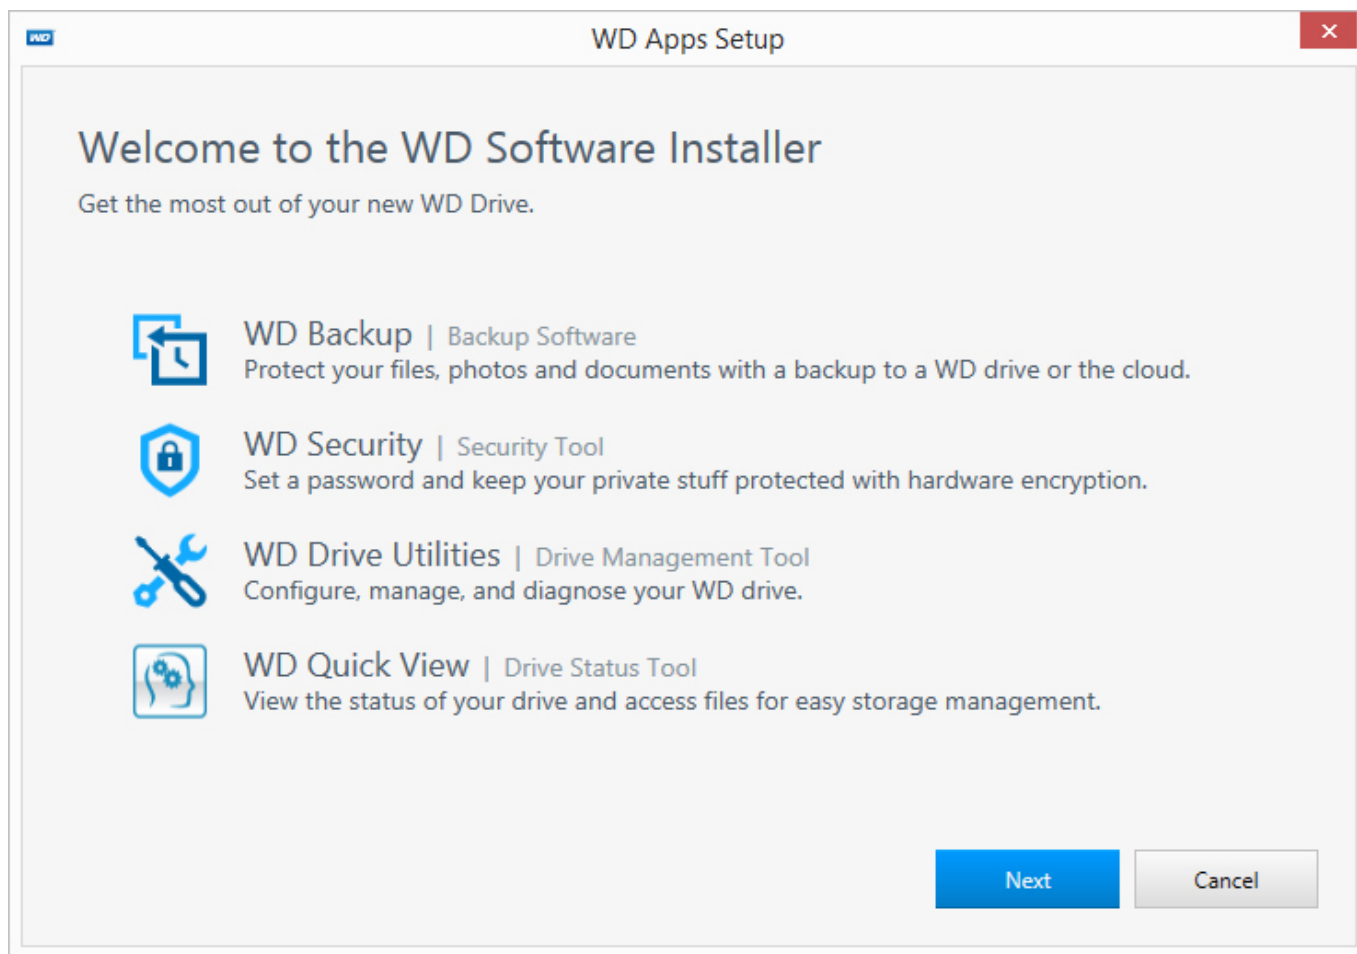 WD
WD Apps Setup
Welcome to the WD Software Installer
Get the most out of your new WD Drive.
WD Backup | Backup Software
Protect your files, photos and documents with a backup to a WD drive or the cloud.
WD Security | Security Tool
Set a password and keep your private stuff protected with hardware encryption.
WD Drive Utilities | Drive Management Tool
Configure, manage, and diagnose your WD drive.
WD Quick View | Drive Status Tool
View the status of your drive and access files for easy storage management.
Next Cancel